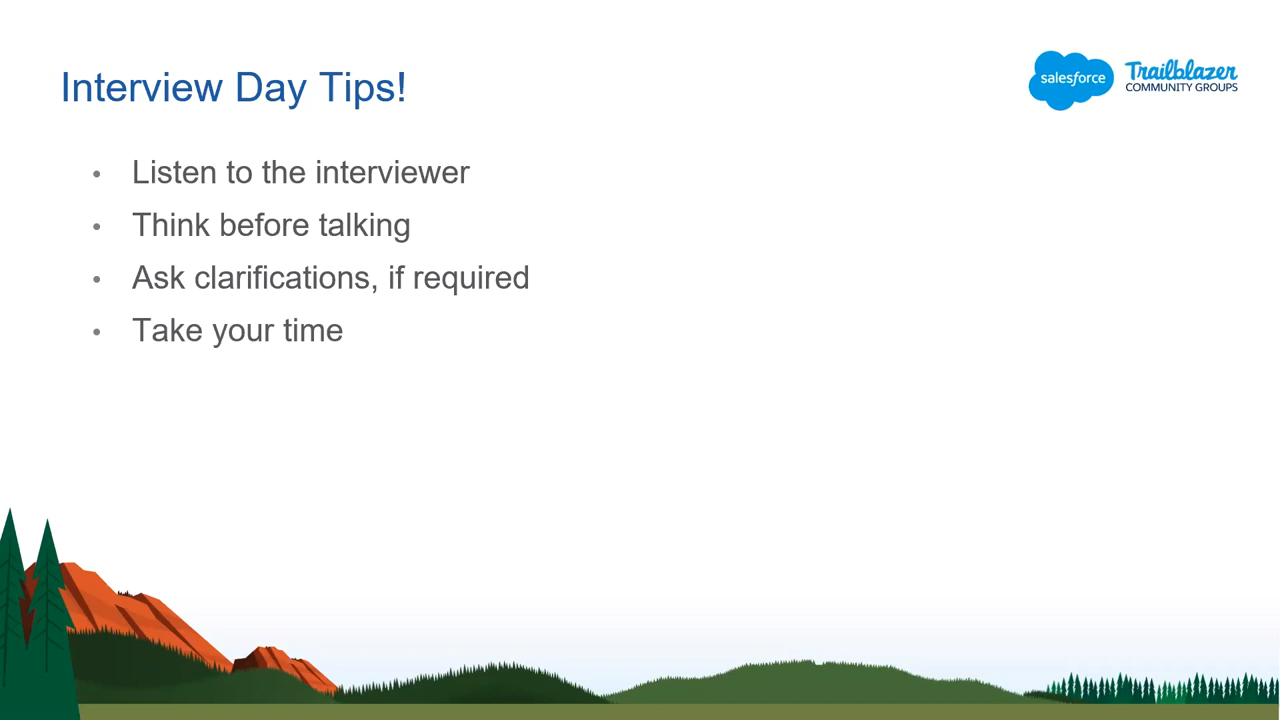 Interview Day Tips!
salesforce
Trailblazer
COMMUNITY GROUPS
• Listen to the interviewer
• Think before talking
• Ask clarifications, if required
• Take your time